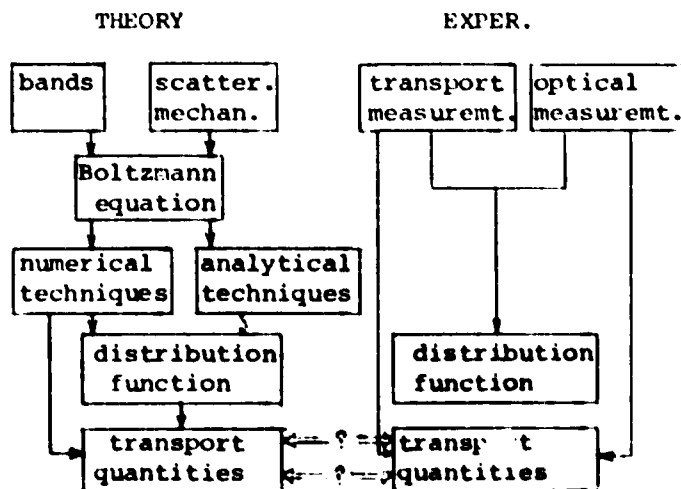 THEORY
EXPER.
bands
scatter.
mechan.
transport
measuremt.
optical
measuremt.
Boltzmann
equation
numerical
techniques
analytical
techniques
distribution
function
distribution
function
transport
quantities
?
?
quantities